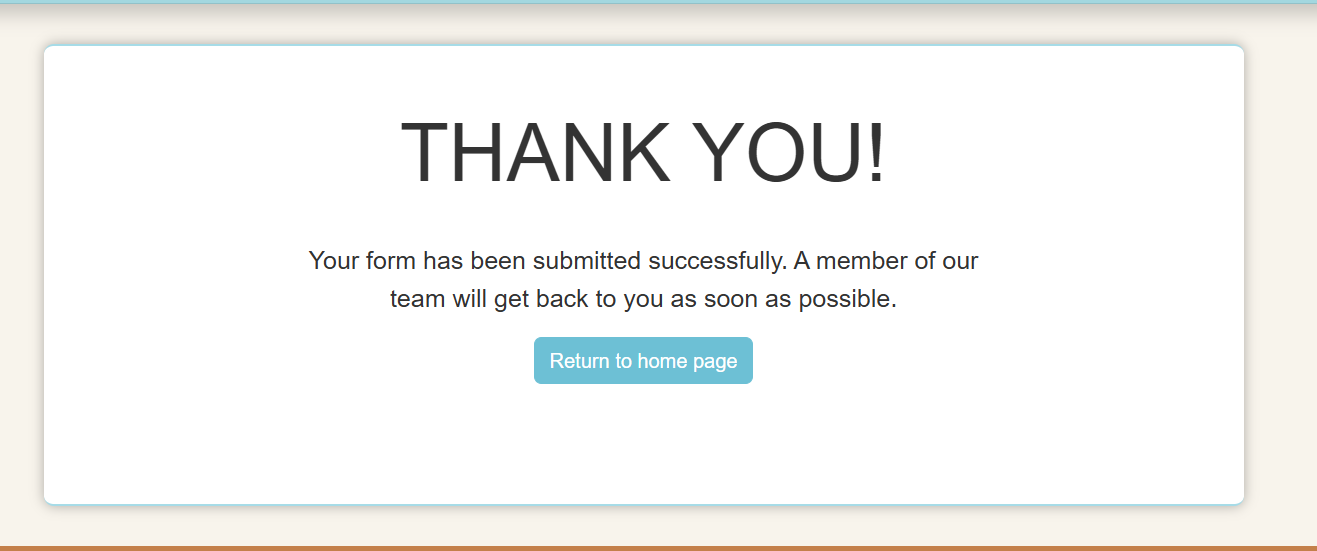 THANK YOU!
Your form has been submitted successfully. A member of our
team will get back to you as soon as possible.
Return to home page